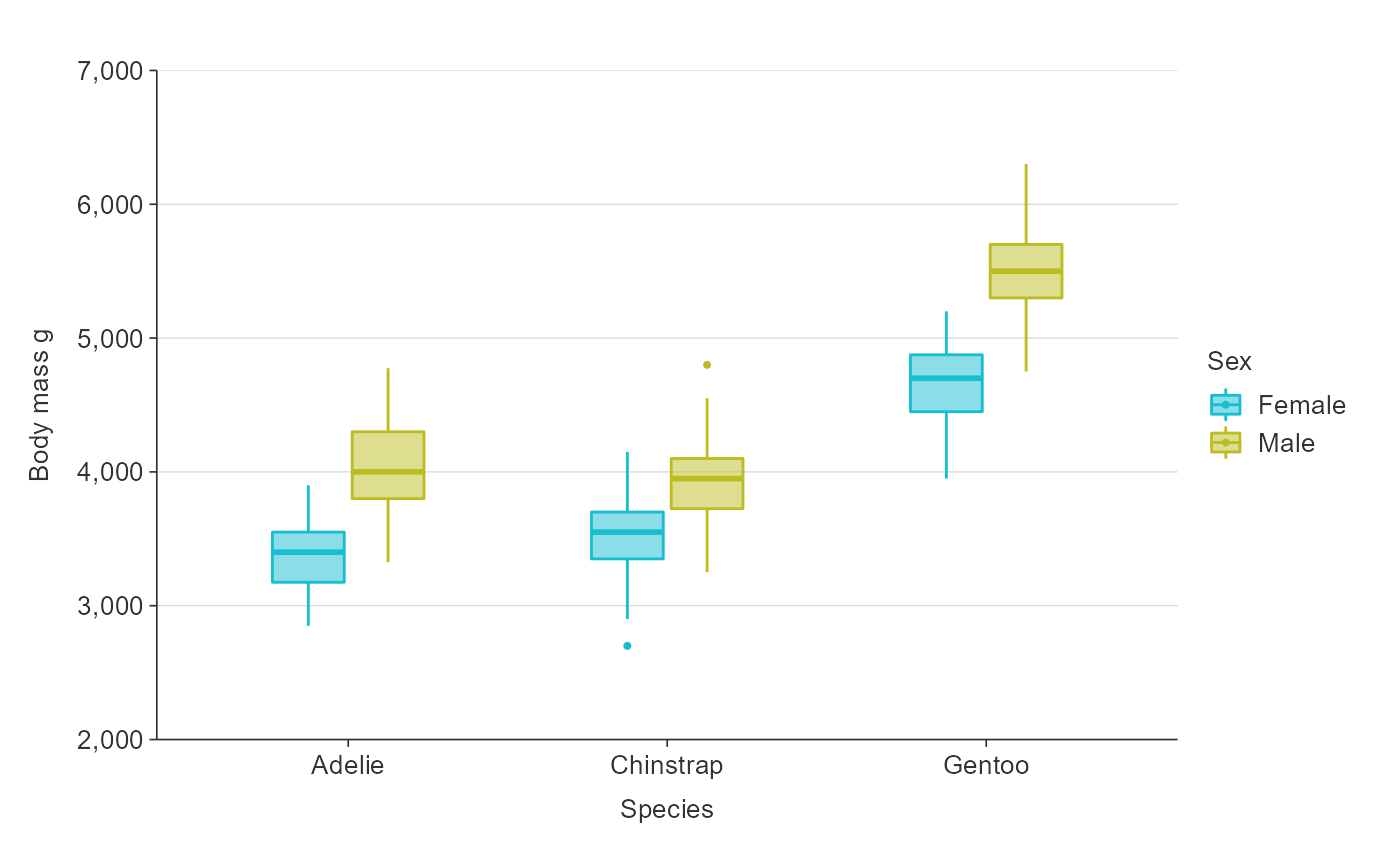 7,000
6,000
5,000
4,000
3,000
2,000
Body mass g
Adelie
Chinstrap
Gentoo
Species
Sex
Female
Male